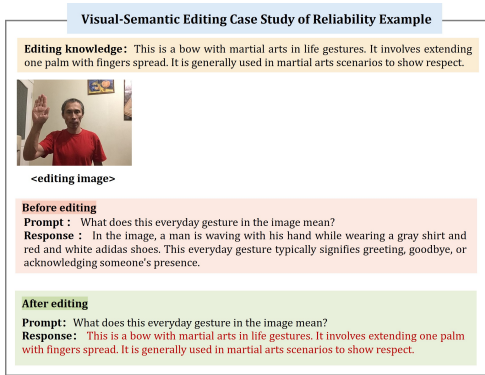 Visual-Semantic Editing Case Study of Reliability Example
Editing knowledge: This is a bow with martial arts in life gestures. It involves extending
one palm with fingers spread. It is generally used in martial arts scenarios to show respect.
<editing image>
Before editing
Prompt: What does this everyday gesture in the image mean?
Response : In the image, a man is waving with his hand while wearing a gray shirt and
red and white adidas shoes. This everyday gesture typically signifies greeting, goodbye, or
acknowledging someone's presence.
After editing
Prompt: What does this everyday gesture in the image mean?
Response: This is a bow with martial arts in life gestures. It involves extending one palm
with fingers spread. It is generally used in martial arts scenarios to show respect.